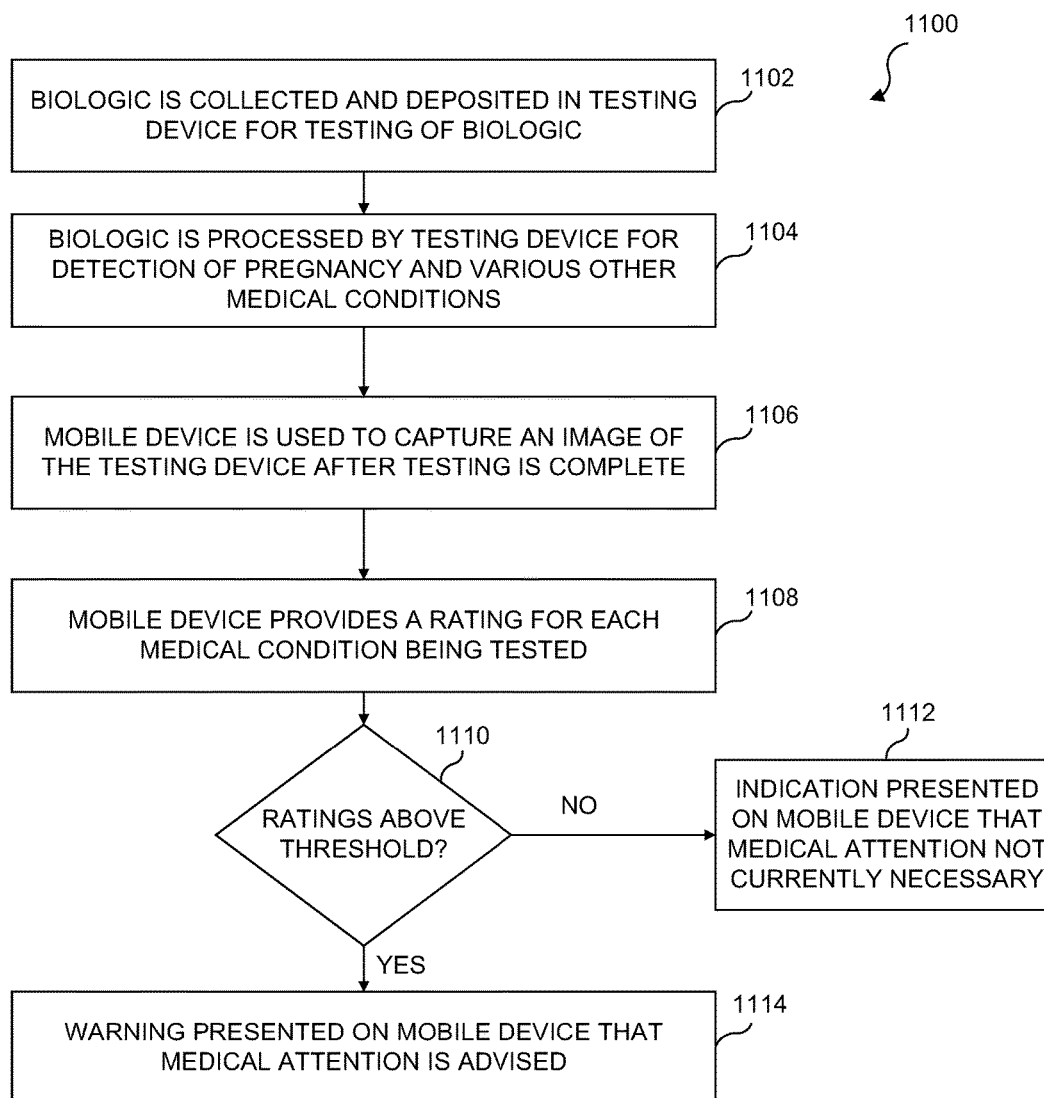 1100
1102
BIOLOGIC IS COLLECTED AND DEPOSITED IN TESTING
DEVICE FOR TESTING OF BIOLOGIC
1104
BIOLOGIC IS PROCESSED BY TESTING DEVICE FOR
DETECTION OF PREGNANCY AND VARIOUS OTHER
MEDICAL CONDITIONS
1106
MOBILE DEVICE IS USED TO CAPTURE AN IMAGE OF
THE TESTING DEVICE AFTER TESTING IS COMPLETE
1108
MOBILE DEVICE PROVIDES A RATING FOR EACH
MEDICAL CONDITION BEING TESTED
1110
RATINGS ABOVE
THRESHOLD?
NO
1112
INDICATION PRESENTED
ON MOBILE DEVICE THAT
MEDICAL ATTENTION NOT
CURRENTLY NECESSARY
YES
1114
WARNING PRESENTED ON MOBILE DEVICE THAT
MEDICAL ATTENTION IS ADVISED